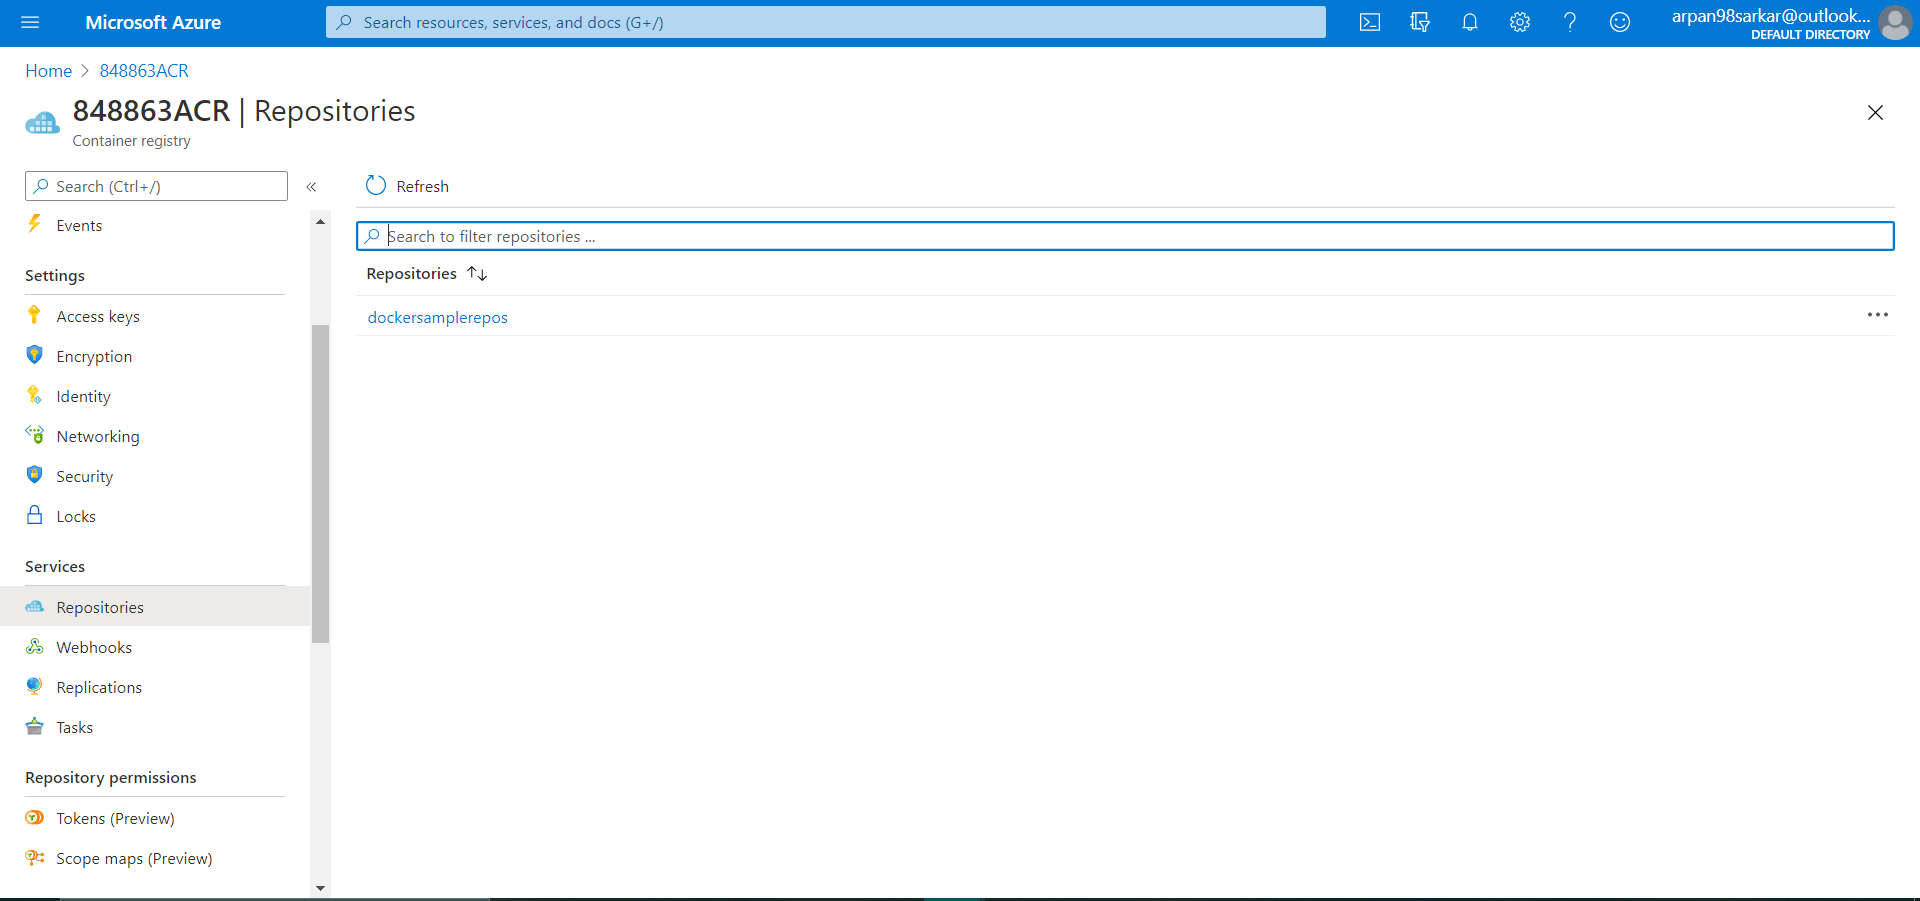 Microsoft Azure
Search resources, services, and docs (G+/)
arpan98sarkar@outlook...
DEFAULT DIRECTORY
Home > 848863ACR
848863ACR | Repositories
Container registry
Search (Ctrl+/)
«
Refresh
Events
Search to filter repositories ...
Settings
Repositories
Access keys
dockersamplerepos
Encryption
Identity
Networking
Security
Locks
Services
Repositories
Webhooks
Replications
Tasks
Repository permissions
Tokens (Preview)
Scope maps (Preview)